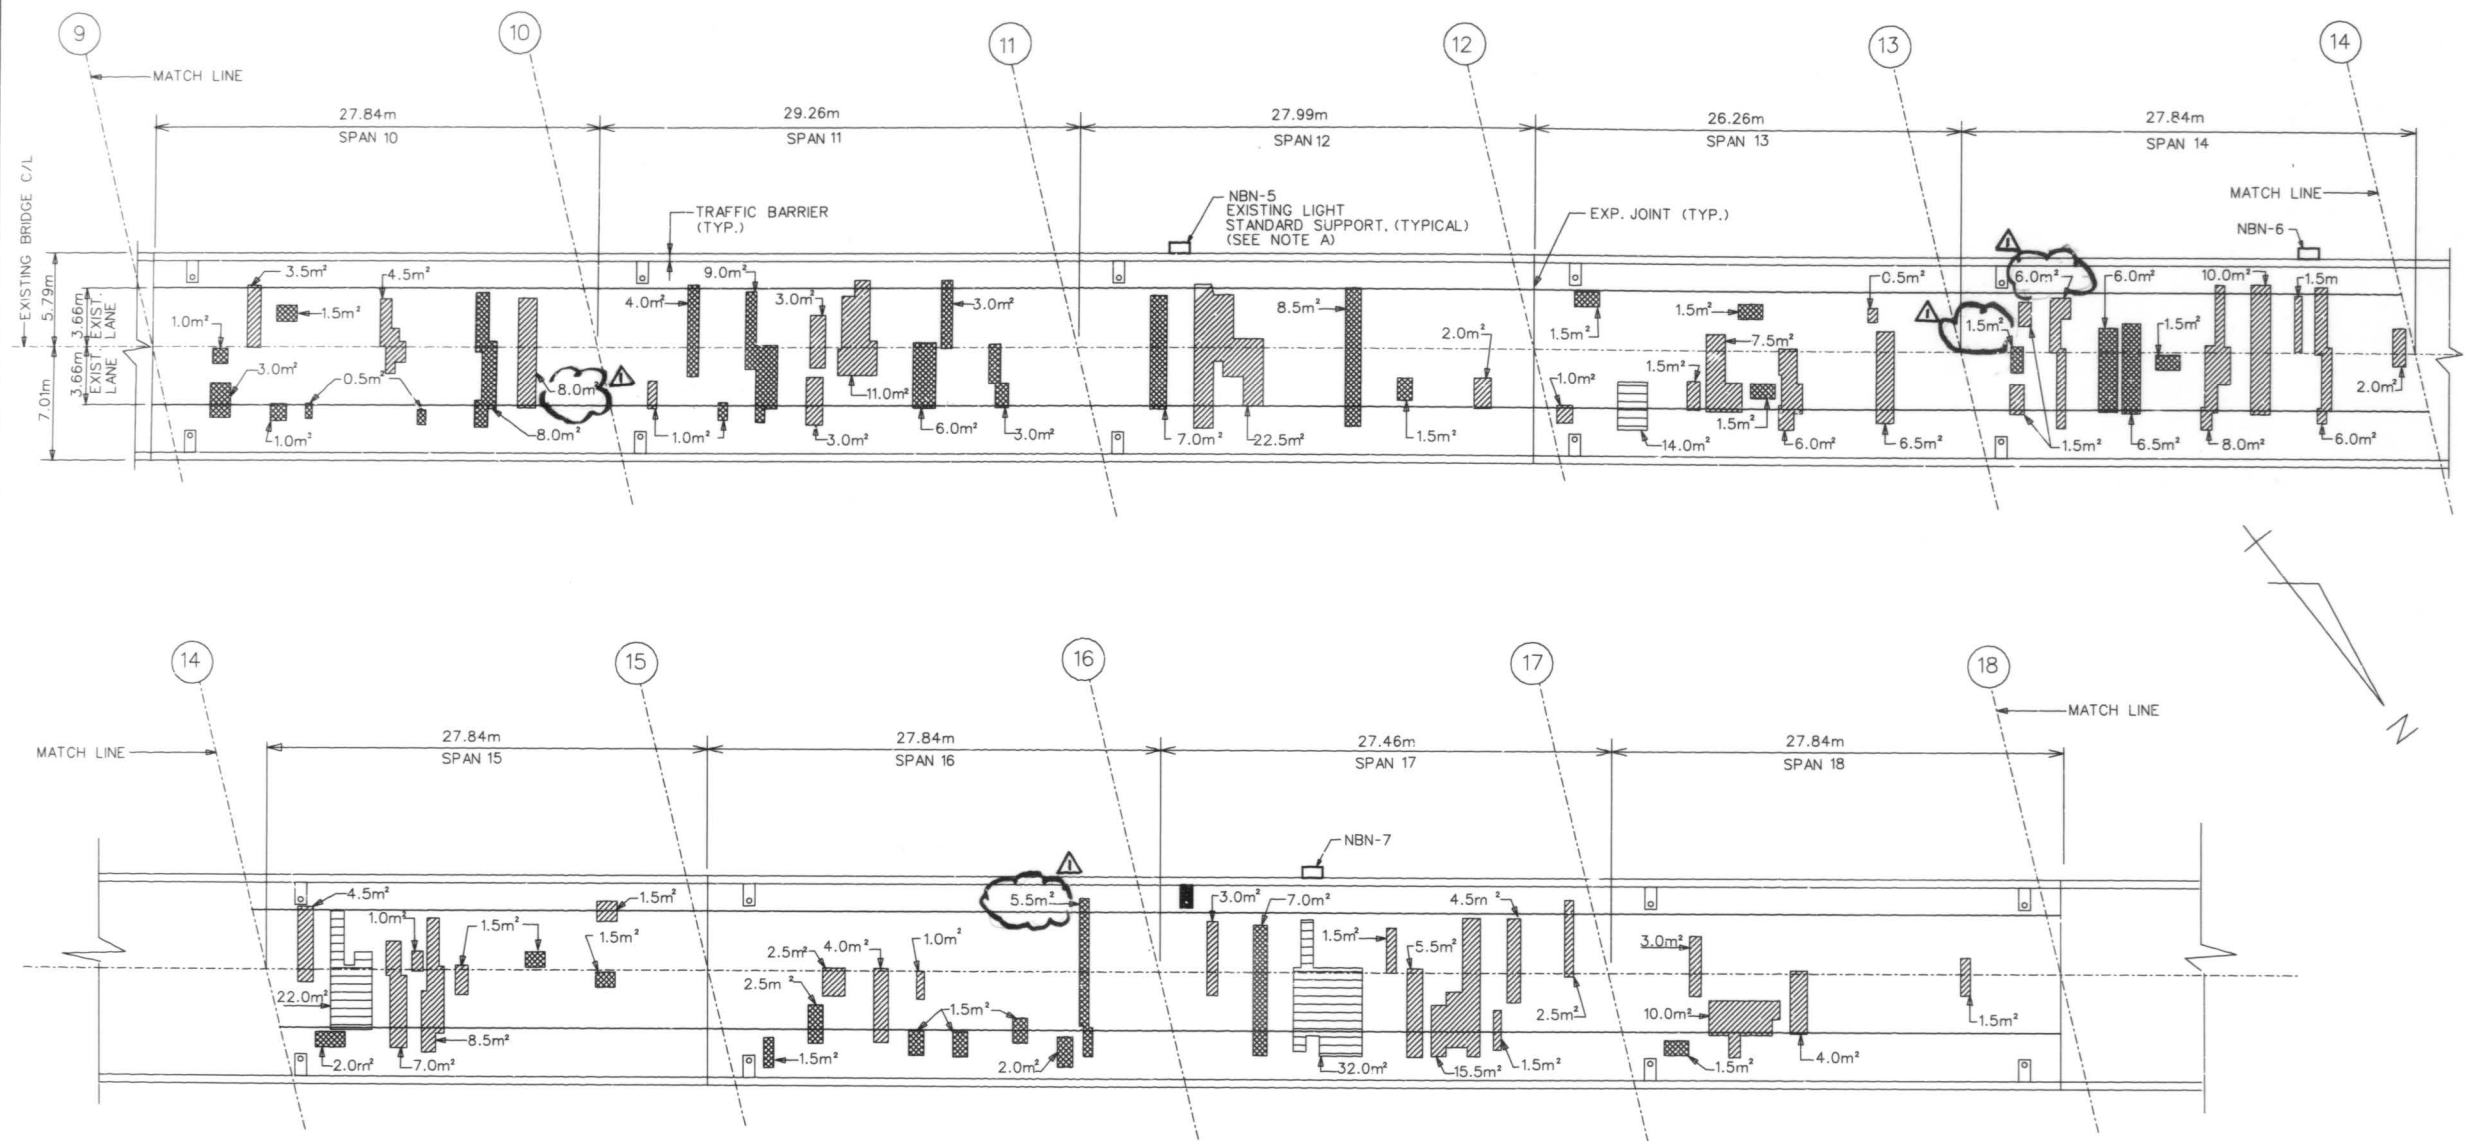 9
10
11
12
13
14
MATCH LINE
27.84m
SPAN 10
29.26m
SPAN 11
27.99m
SPAN 12
26.26m
SPAN 13
27.84m
SPAN 14
MATCH LINE
EXISTING BRIDGE C/L
5.79m
7.01m
3.66m
EXIST.
LANE
3.66m
EXIST.
LANE
TRAFFIC BARRIER
(TYP.)
NBN-5
EXISTING LIGHT
STANDARD SUPPORT, (TYPICAL)
(SEE NOTE A)
EXP. JOINT (TYP.)
NBN-6
3.5m²
4.5m²
1.0m²
1.5m²
3.0m²
0.5m²
1.0m²
8.0m²
8.0m²
1
4.0m²
9.0m²
3.0m²
3.0m²
11.0m²
1.0m²
3.0m²
6.0m²
3.0m²
8.5m²
2.0m²
7.0m²
22.5m²
1.5m²
1.5m²
1.5m²
0.5m²
7.5m²
1.5m²
1.0m²
1.5m²
14.0m²
6.0m²
6.5m²
1
6.0m²
1
1.5m²
6.0m²
10.0m²
1.5m
1.5m²
2.0m²
1.5m²
6.5m²
8.0m²
6.0m²
N
14
15
16
17
18
MATCH LINE
27.84m
SPAN 15
27.84m
SPAN 16
27.46m
SPAN 17
27.84m
SPAN 18
MATCH LINE
NBN-7
4.5m²
1.0m²
1.5m²
1.5m²
1.5m²
22.0m²
2.0m²
7.0m²
8.5m²
1
5.5m²
2.5m²
4.0m²
1.0m²
2.5m²
1.5m²
1.5m²
2.0m²
3.0m²
7.0m²
4.5m²
1.5m²
5.5m²
2.5m²
32.0m²
15.5m²
1.5m²
3.0m²
10.0m²
1.5m²
1.5m²
4.0m²